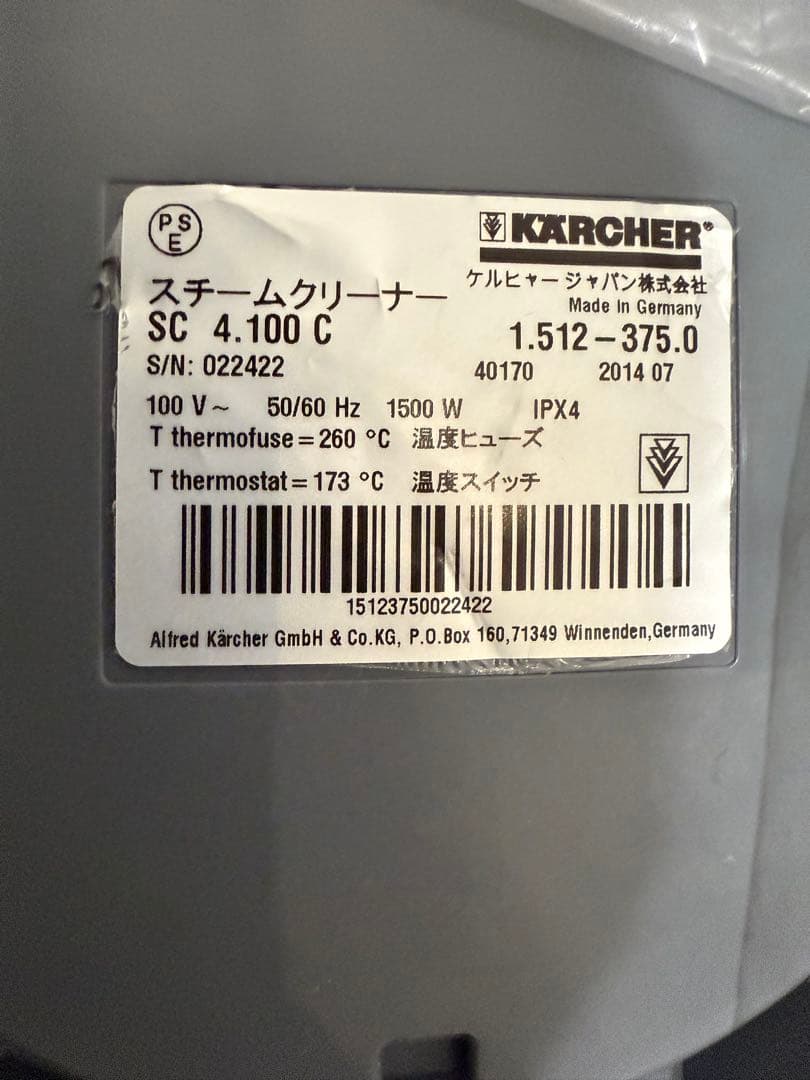 PSE
KÄRCHER®
ケルヒャージャパン株式会社
スチームクリーナー
Made In Germany
SC 4.100 C
1.512-375.0
S/N: 022422
40170 2014 07
100 V~ 50/60 Hz 1500 W IPX4
T thermofuse=260 °C 温度ヒューズ
T thermostat=173 °C 温度スイッチ
15123750022422
Alfred Kärcher GmbH & Co.KG, P.O.Box 160,71349 Winnenden,Germany